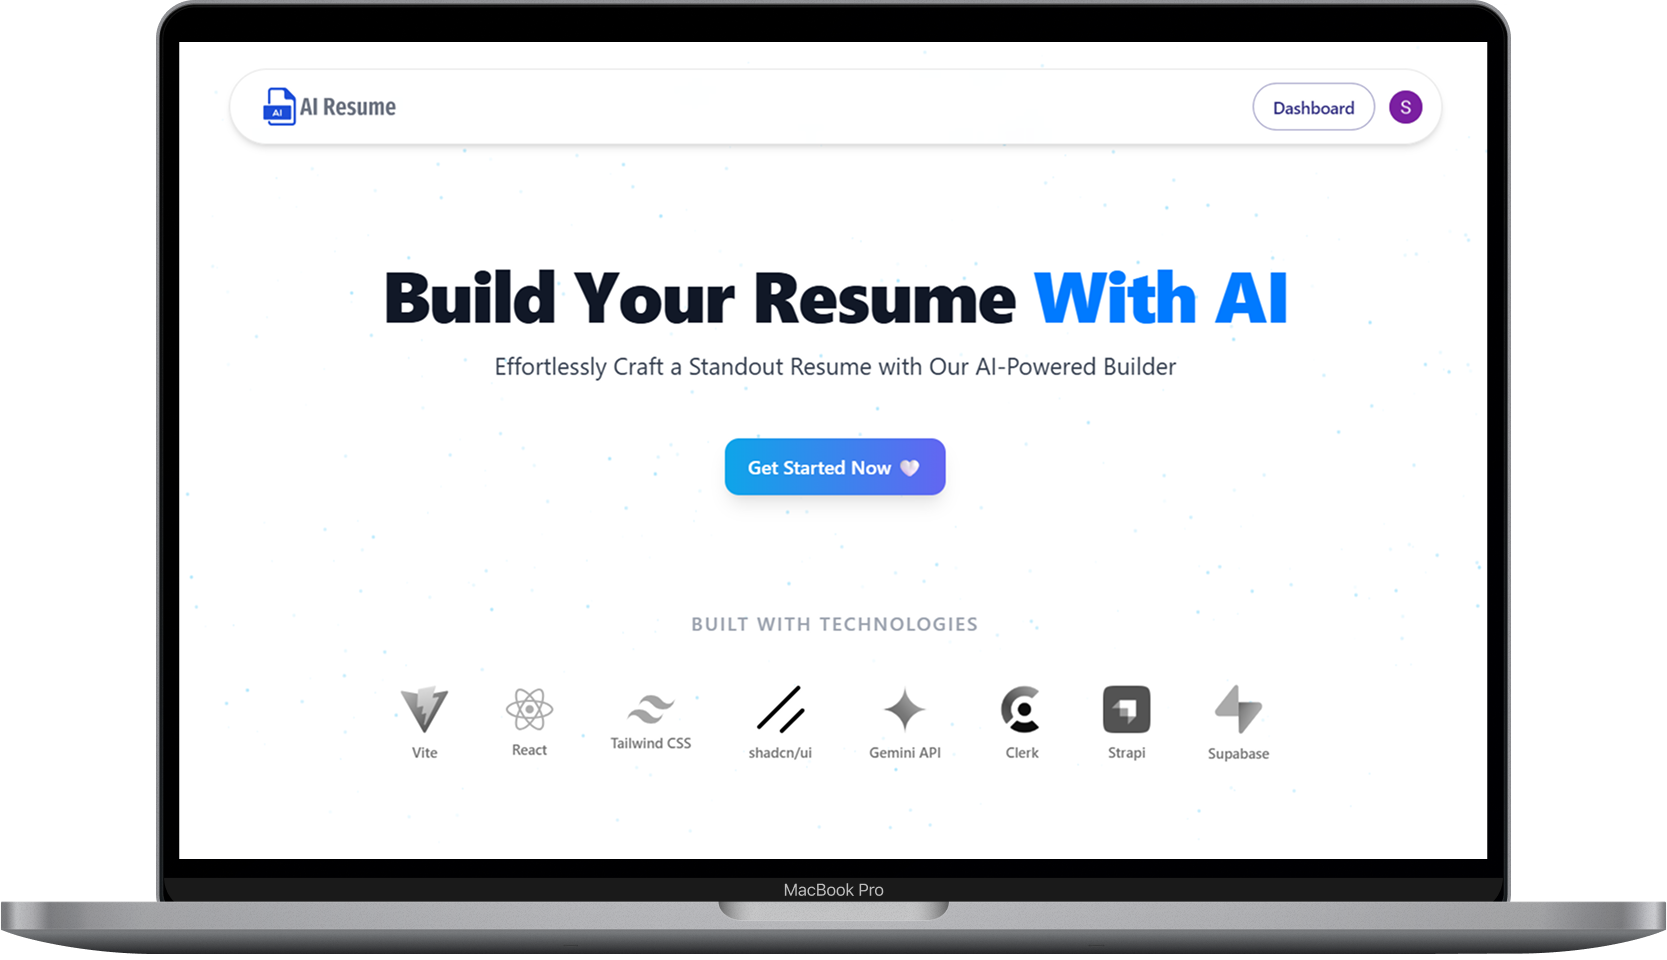 AI AI Resume
Dashboard
S
Build Your Resume With AI
Effortlessly Craft a Standout Resume with Our AI-Powered Builder
Get Started Now
BUILT WITH TECHNOLOGIES
Vite
React
Tailwind CSS
shadcn/ui
Gemini API
Clerk
Strapi
Supabase
MacBook Pro